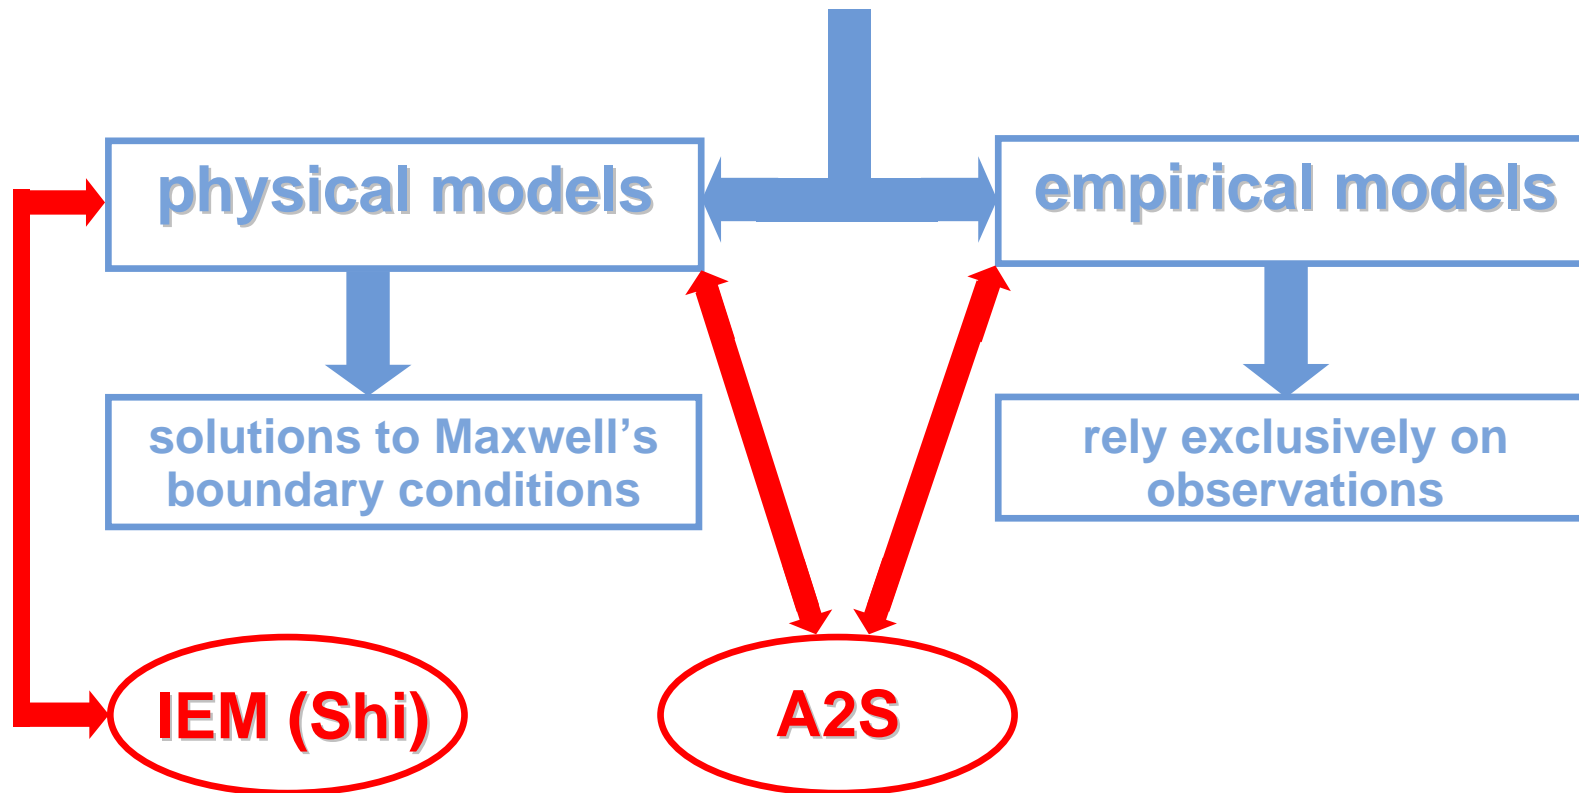 physical models
empirical models
solutions to Maxwell’s
boundary conditions
rely exclusively on
observations
IEM (Shi)
A2S